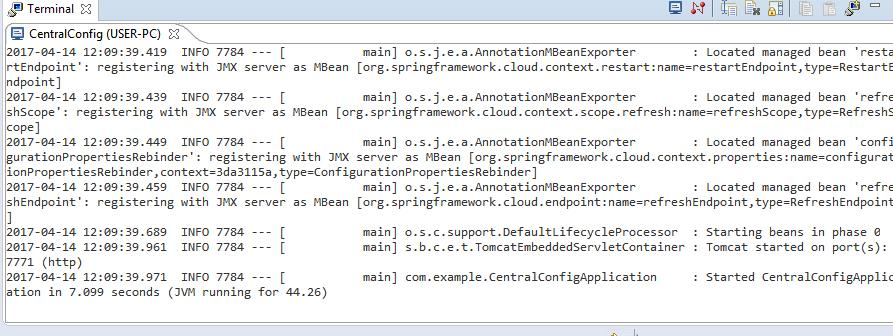 Terminal
CentralConfig (USER-PC)
2017-04-14 12:09:39.419  INFO 7784 --- [           main] o.s.j.e.a.AnnotationMBeanExporter        : Located managed bean 'resta
rtEndpoint': registering with JMX server as MBean [org.springframework.cloud.context.restart:name=restartEndpoint,type=RestartE
ndpoint]
2017-04-14 12:09:39.439  INFO 7784 --- [           main] o.s.j.e.a.AnnotationMBeanExporter        : Located managed bean 'refre
shScope': registering with JMX server as MBean [org.springframework.cloud.context.scope.refresh:name=refreshScope,type=RefreshS
cope]
2017-04-14 12:09:39.449  INFO 7784 --- [           main] o.s.j.e.a.AnnotationMBeanExporter        : Located managed bean 'confi
gurationPropertiesRebinder': registering with JMX server as MBean [org.springframework.cloud.context.properties:name=configurat
ionPropertiesRebinder,context=3da3115a,type=ConfigurationPropertiesRebinder]
2017-04-14 12:09:39.459  INFO 7784 --- [           main] o.s.j.e.a.AnnotationMBeanExporter        : Located managed bean 'refre
shEndpoint': registering with JMX server as MBean [org.springframework.cloud.endpoint:name=refreshEndpoint,type=RefreshEndpoint
]
2017-04-14 12:09:39.689  INFO 7784 --- [           main] o.s.c.support.DefaultLifecycleProcessor  : Starting beans in phase 0
2017-04-14 12:09:39.961  INFO 7784 --- [           main] s.b.c.e.t.TomcatEmbeddedServletContainer : Tomcat started on port(s):
7771 (http)
2017-04-14 12:09:39.971  INFO 7784 --- [           main] com.example.CentralConfigApplication     : Started CentralConfigApplic
ation in 7.099 seconds (JVM running for 44.26)